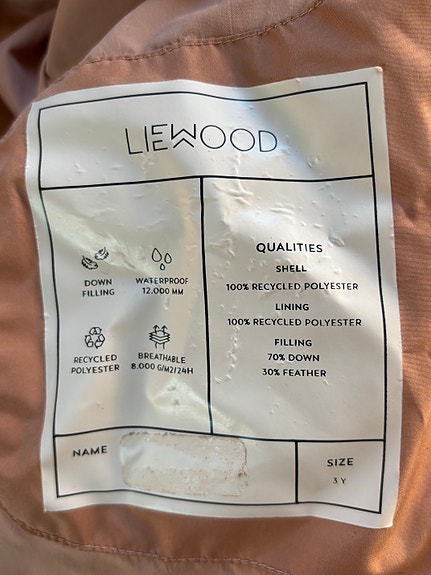 LIEWOOD
DOWN
FILLING
WATERPROOF
12.000 MM
RECYCLED
POLYESTER
BREATHABLE
8.000 G/M2/24H
QUALITIES
SHELL
100% RECYCLED POLYESTER
LINING
100% RECYCLED POLYESTER
FILLING
70% DOWN
30% FEATHER
NAME
SIZE
3 Y